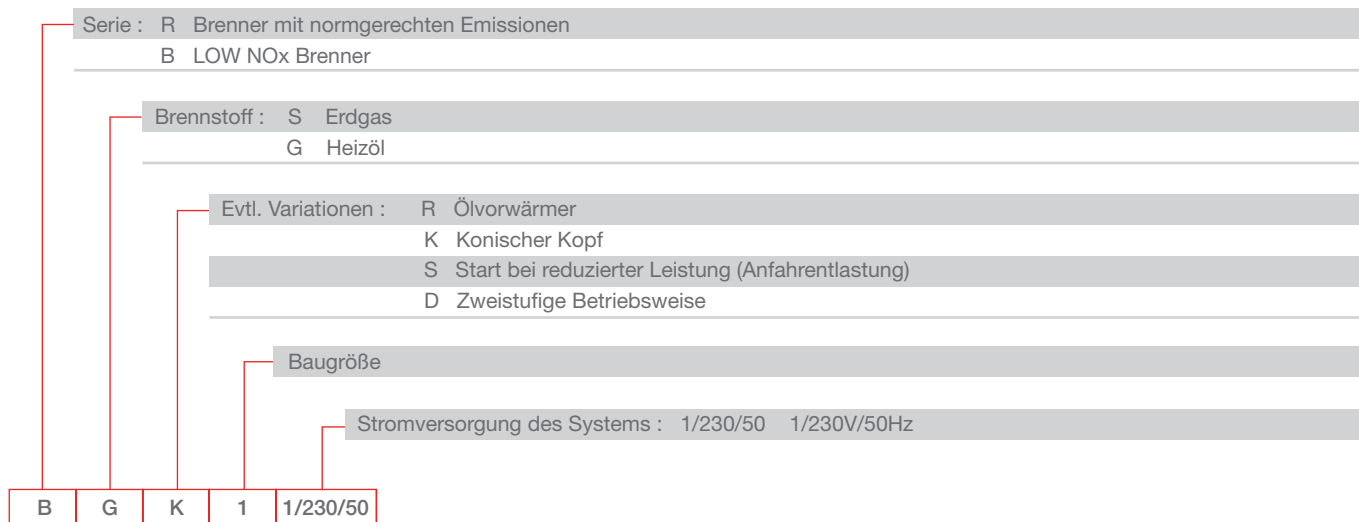 Serie : R Brenner mit normgerechten Emissionen
B LOW NOx Brenner
Brennstoff : S Erdgas
G Heizöl
Evtl. Variationen : R Ölvorwärmer
K Konischer Kopf
S Start bei reduzierter Leistung (Anfahrentlastung)
D Zweistufige Betriebsweise
Baugröße
Stromversorgung des Systems : 1/230/50 1/230V/50Hz
B G K 1 1/230/50